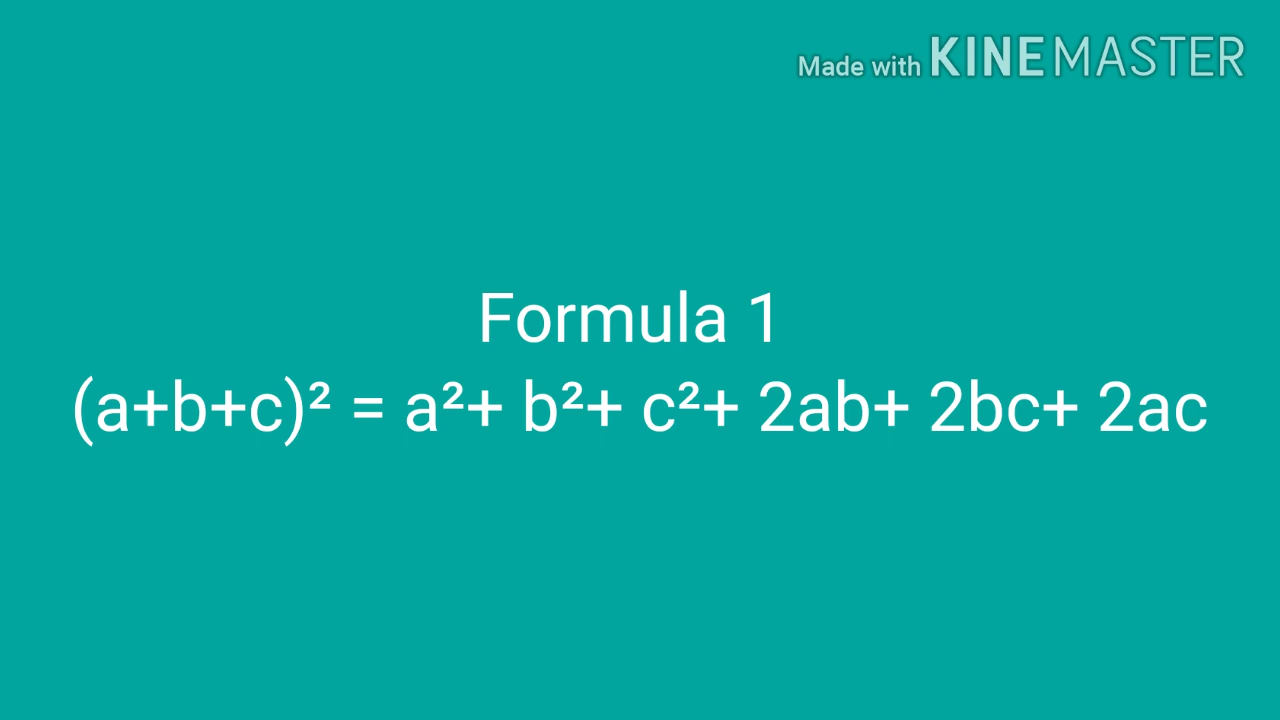 Made with KINEMASTER
Formula 1
(a+b+c)² = a²+ b²+ c²+ 2ab+ 2bc+ 2ac